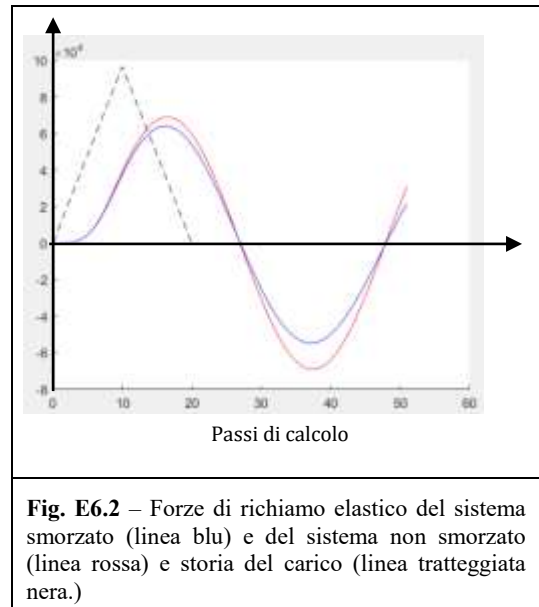 ×10⁴
10
8
6
4
2
0
-2
-4
-6
-8
0 10 20 30 40 50 60
Passi di calcolo
Fig. E6.2 – Forze di richiamo elastico del sistema
smorzato (linea blu) e del sistema non smorzato
(linea rossa) e storia del carico (linea tratteggiata
nera.)